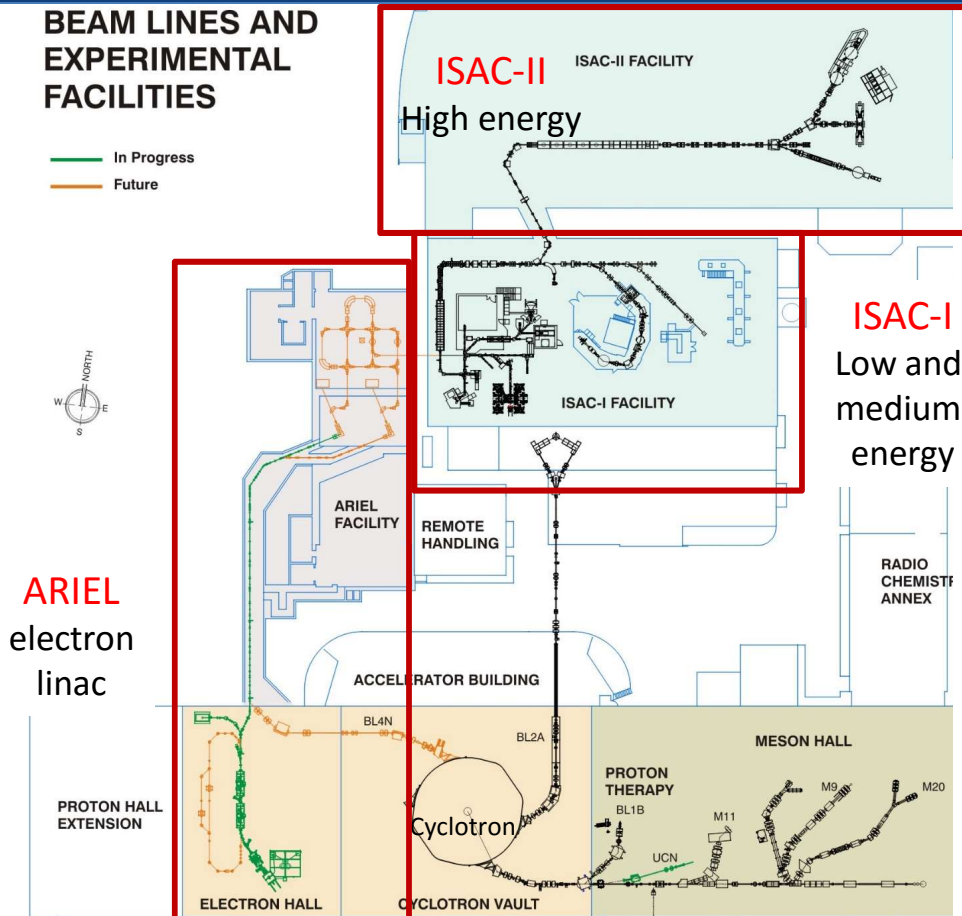 BEAM LINES AND
EXPERIMENTAL
FACILITIES
In Progress
Future
ISAC-II
High energy
ISAC-II FACILITY
NORTH
W
E
S
ISAC-I
Low and
medium
energy
ISAC-I FACILITY
ARIEL
FACILITY
REMOTE
HANDLING
RADIO
CHEMISTR
ANNEX
ARIEL
electron
linac
ACCELERATOR BUILDING
BL4N
BL2A
MESON HALL
PROTON
THERAPY
BL1B
M9
M20
M11
PROTON HALL
EXTENSION
Cyclotron
UCN
ELECTRON HALL
CYCLOTRON VAULT